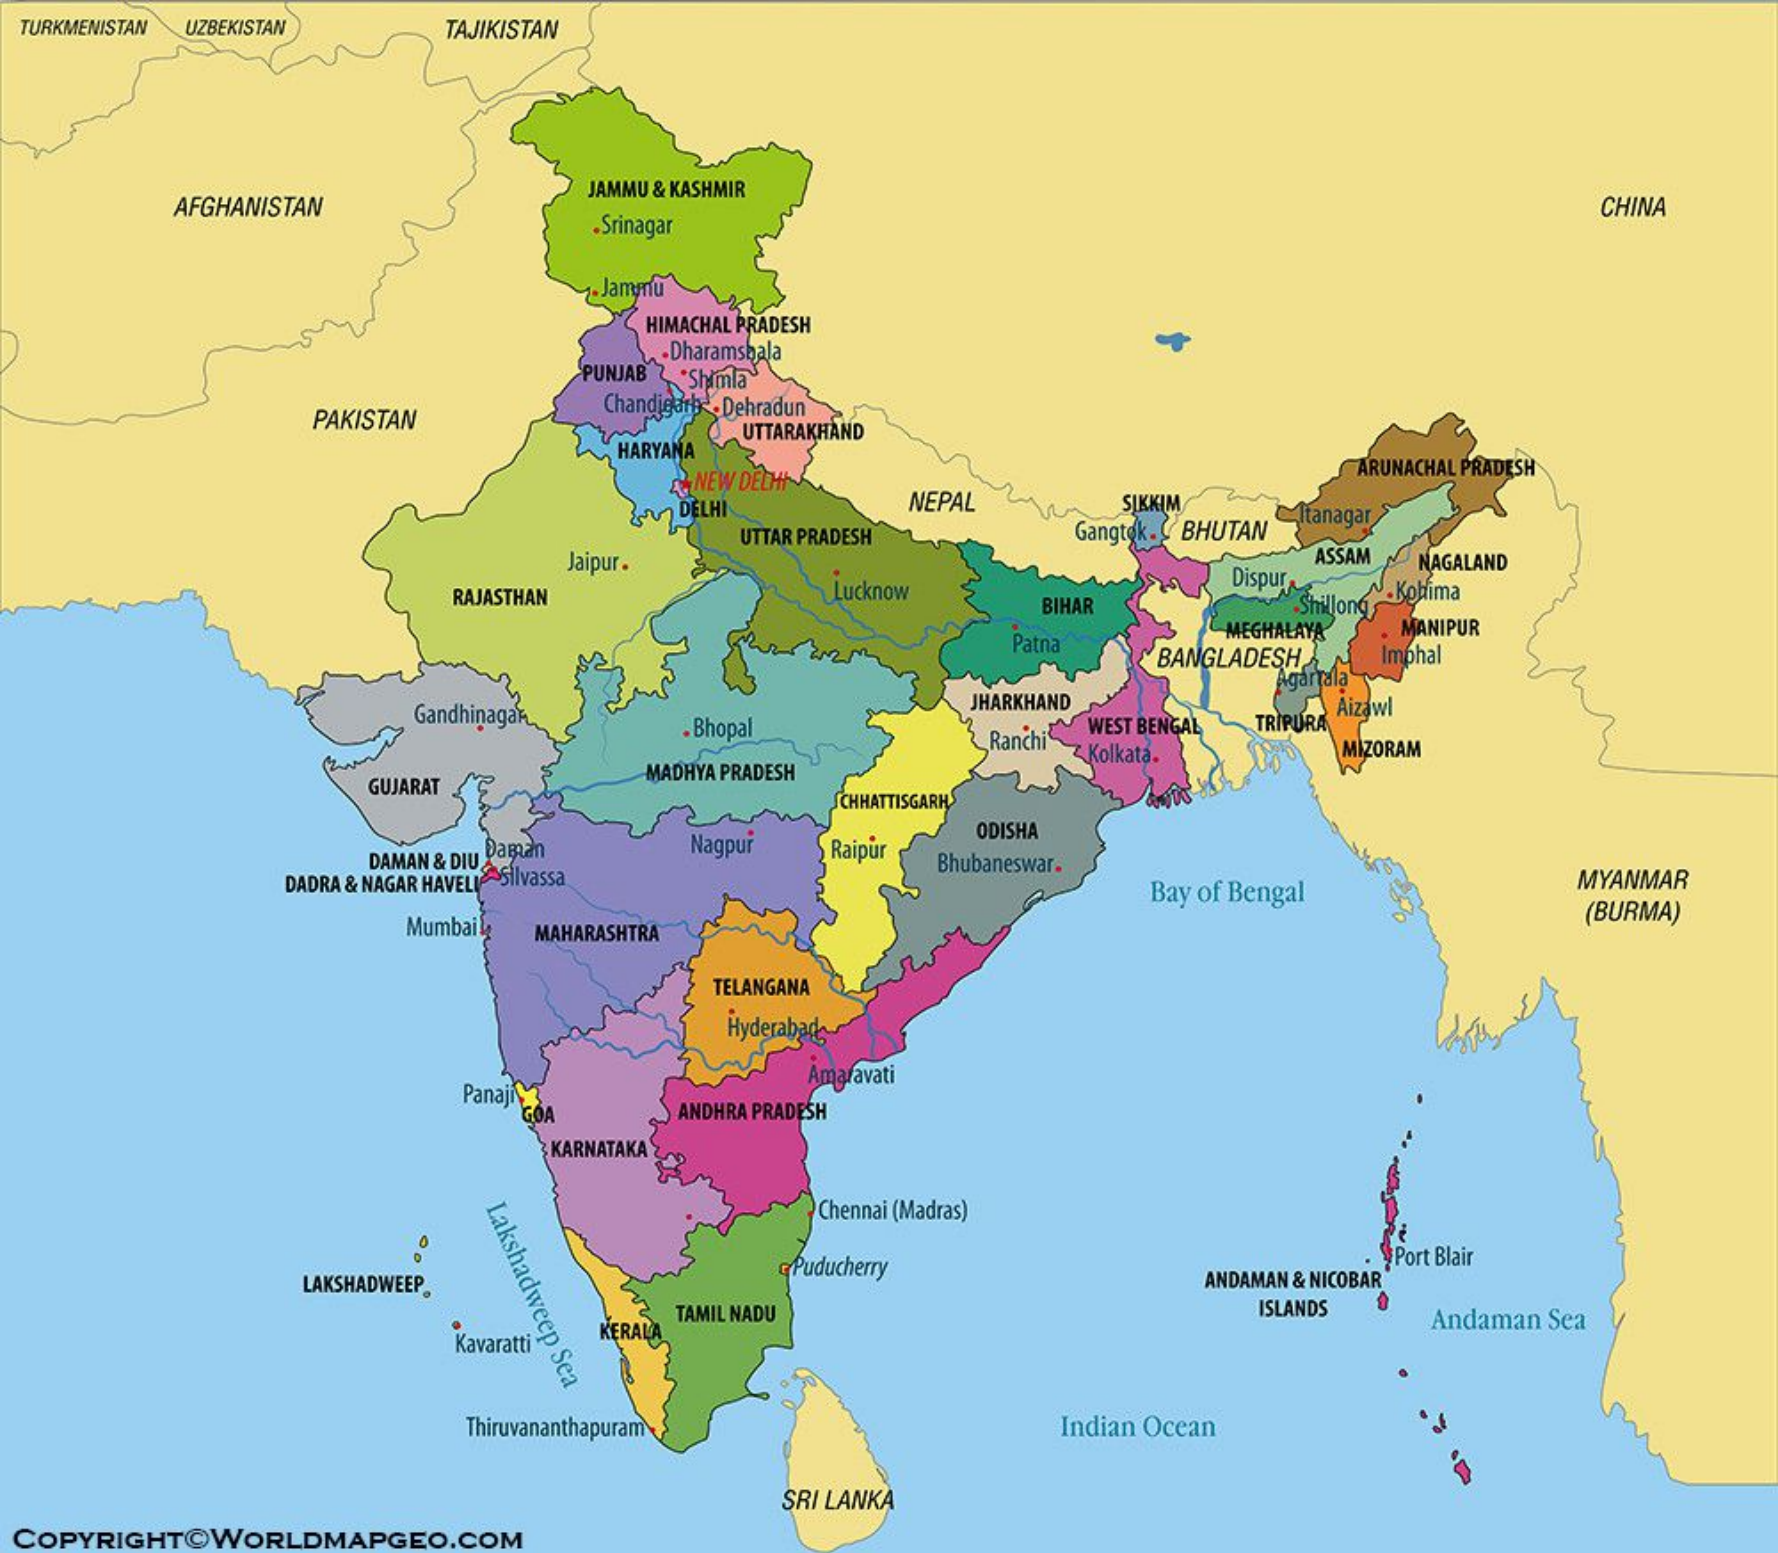 TURKMENISTAN
UZBEKISTAN
TAJIKISTAN
AFGHANISTAN
CHINA
JAMMU & KASHMIR
Srinagar
Jammu
HIMACHAL PRADESH
Dharamshala
PUNJAB
Shimla
Chandigarh
Dehradun
PAKISTAN
UTTARAKHAND
HARYANA
NEW DELHI
DELHI
NEPAL
SIKKIM
Gangtok
BHUTAN
ARUNACHAL PRADESH
Itanagar
UTTAR PRADESH
ASSAM
NAGALAND
Jaipur
Lucknow
Dispur
Kohima
RAJASTHAN
BIHAR
Shillong
MEGHALAYA
MANIPUR
Patna
BANGLADESH
Imphal
Agartala
Aizawl
JHARKHAND
Ranchi
WEST BENGAL
Kolkata
TRIPURA
MIZORAM
Gandhinagar
Bhopal
GUJARAT
MADHYA PRADESH
CHHATTISGARH
ODISHA
Nagpur
Raipur
Bhubaneswar
Daman
DAMAN & DIU
DADRA & NAGAR HAVELI
Silvassa
Bay of Bengal
MYANMAR
(BURMA)
Mumbai
MAHARASHTRA
TELANGANA
Hyderabad
Amaravati
Panaji
GOA
ANDHRA PRADESH
KARNATAKA
Chennai (Madras)
Lakshadweep Sea
Puducherry
Port Blair
LAKSHADWEEP
ANDAMAN & NICOBAR
ISLANDS
TAMIL NADU
KERALA
Andaman Sea
Kavaratti
Thiruvananthapuram
Indian Ocean
SRI LANKA
COPYRIGHT©WORLDMAPGEO.COM